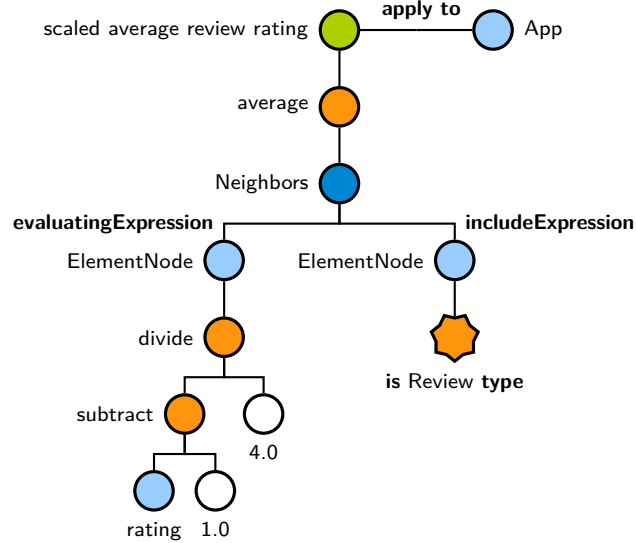 apply to
scaled average review rating
App
average
Neighbors
evaluatingExpression
includeExpression
ElementNode
ElementNode
divide
is Review type
subtract
4.0
rating
1.0